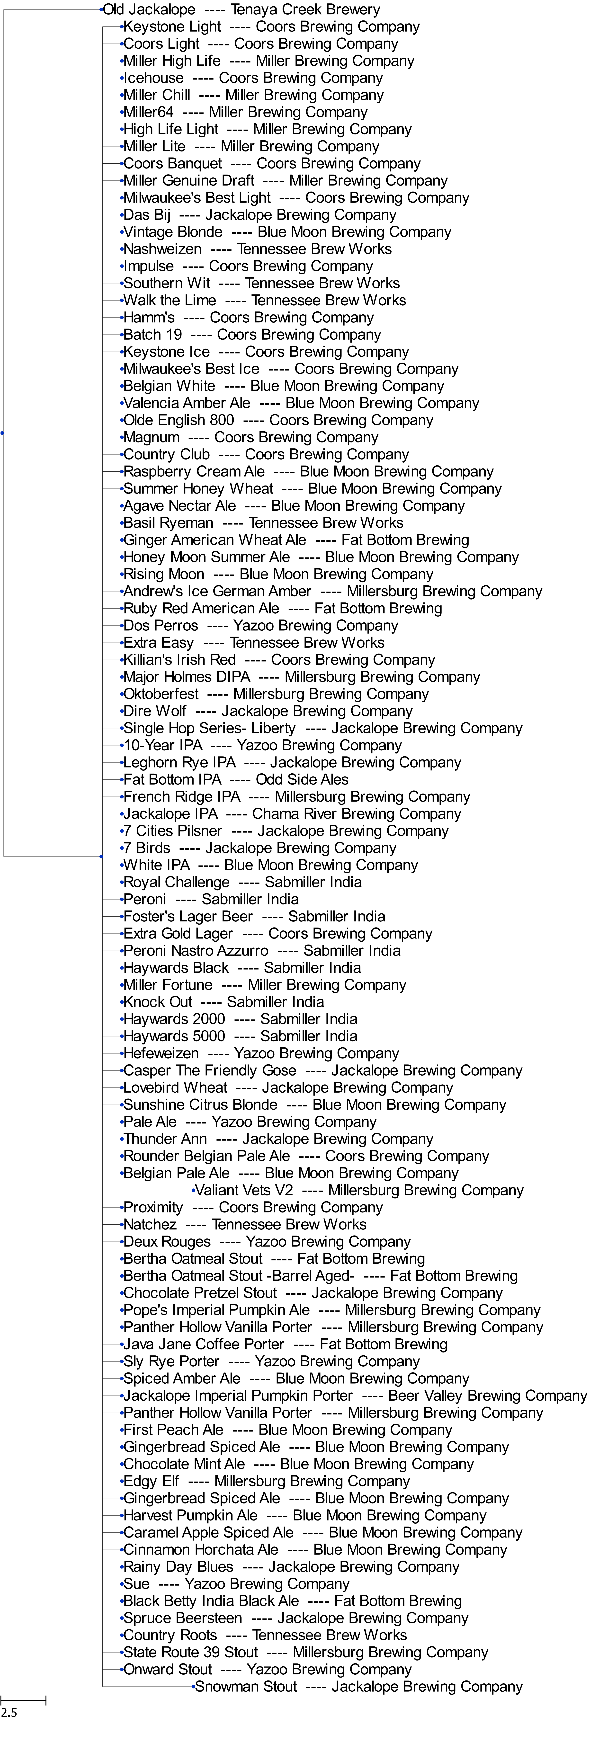 Old Jackalope ---- Tenaya Creek Brewery
Keystone Light ---- Coors Brewing Company
Coors Light ---- Coors Brewing Company
Miller High Life ---- Miller Brewing Company
Icehouse ---- Coors Brewing Company
Miller Chill ---- Miller Brewing Company
Miller64 ---- Miller Brewing Company
High Life Light ---- Miller Brewing Company
Miller Lite ---- Miller Brewing Company
Coors Banquet ---- Coors Brewing Company
Miller Genuine Draft ---- Miller Brewing Company
Milwaukee's Best Light ---- Coors Brewing Company
Das Bij ---- Jackalope Brewing Company
Vintage Blonde ---- Blue Moon Brewing Company
Nashweizen ---- Tennessee Brew Works
Impulse ---- Coors Brewing Company
Southern Wit ---- Tennessee Brew Works
Walk the Lime ---- Tennessee Brew Works
Hamm's ---- Coors Brewing Company
Batch 19 ---- Coors Brewing Company
Keystone Ice ---- Coors Brewing Company
Milwaukee's Best Ice ---- Coors Brewing Company
Belgian White ---- Blue Moon Brewing Company
Valencia Amber Ale ---- Blue Moon Brewing Company
Olde English 800 ---- Coors Brewing Company
Magnum ---- Coors Brewing Company
Country Club ---- Coors Brewing Company
Raspberry Cream Ale ---- Blue Moon Brewing Company
Summer Honey Wheat ---- Blue Moon Brewing Company
Agave Nectar Ale ---- Blue Moon Brewing Company
Basil Ryeman ---- Tennessee Brew Works
Ginger American Wheat Ale ---- Fat Bottom Brewing
Honey Moon Summer Ale ---- Blue Moon Brewing Company
Rising Moon ---- Blue Moon Brewing Company
Andrew's Ice German Amber ---- Millersburg Brewing Company
Ruby Red American Ale ---- Fat Bottom Brewing
Dos Perros ---- Yazoo Brewing Company
Extra Easy ---- Tennessee Brew Works
Killian's Irish Red ---- Coors Brewing Company
Major Holmes DIPA ---- Millersburg Brewing Company
Oktoberfest ---- Millersburg Brewing Company
Dire Wolf ---- Jackalope Brewing Company
Single Hop Series- Liberty ---- Jackalope Brewing Company
10-Year IPA ---- Yazoo Brewing Company
Leghorn Rye IPA ---- Jackalope Brewing Company
Fat Bottom IPA ---- Odd Side Ales
French Ridge IPA ---- Millersburg Brewing Company
Jackalope IPA ---- Chama River Brewing Company
7 Cities Pilsner ---- Jackalope Brewing Company
7 Birds ---- Jackalope Brewing Company
White IPA ---- Blue Moon Brewing Company
Royal Challenge ---- Sabmiller India
Peroni ---- Sabmiller India
Foster's Lager Beer ---- Sabmiller India
Extra Gold Lager ---- Coors Brewing Company
Peroni Nastro Azzurro ---- Sabmiller India
Haywards Black ---- Sabmiller India
Miller Fortune ---- Miller Brewing Company
Knock Out ---- Sabmiller India
Haywards 2000 ---- Sabmiller India
Haywards 5000 ---- Sabmiller India
Hefeweizen ---- Yazoo Brewing Company
Casper The Friendly Gose ---- Jackalope Brewing Company
Lovebird Wheat ---- Jackalope Brewing Company
Sunshine Citrus Blonde ---- Blue Moon Brewing Company
Pale Ale ---- Yazoo Brewing Company
Thunder Ann ---- Jackalope Brewing Company
Rounder Belgian Pale Ale ---- Coors Brewing Company
Belgian Pale Ale ---- Blue Moon Brewing Company
Valiant Vets V2 ---- Millersburg Brewing Company
Proximity ---- Coors Brewing Company
Natchez ---- Tennessee Brew Works
Deux Rouges ---- Yazoo Brewing Company
Bertha Oatmeal Stout ---- Fat Bottom Brewing
Bertha Oatmeal Stout -Barrel Aged- ---- Fat Bottom Brewing
Chocolate Pretzel Stout ---- Jackalope Brewing Company
Pope's Imperial Pumpkin Ale ---- Millersburg Brewing Company
Panther Hollow Vanilla Porter ---- Millersburg Brewing Company
Java Jane Coffee Porter ---- Fat Bottom Brewing
Sly Rye Porter ---- Yazoo Brewing Company
Spiced Amber Ale ---- Blue Moon Brewing Company
Jackalope Imperial Pumpkin Porter ---- Beer Valley Brewing Company
Panther Hollow Vanilla Porter ---- Millersburg Brewing Company
First Peach Ale ---- Blue Moon Brewing Company
Gingerbread Spiced Ale ---- Blue Moon Brewing Company
Chocolate Mint Ale ---- Blue Moon Brewing Company
Edgy Elf ---- Millersburg Brewing Company
Gingerbread Spiced Ale ---- Blue Moon Brewing Company
Harvest Pumpkin Ale ---- Blue Moon Brewing Company
Caramel Apple Spiced Ale ---- Blue Moon Brewing Company
Cinnamon Horchata Ale ---- Blue Moon Brewing Company
Rainy Day Blues ---- Jackalope Brewing Company
Sue ---- Yazoo Brewing Company
Black Betty India Black Ale ---- Fat Bottom Brewing
Spruce Beersteen ---- Jackalope Brewing Company
Country Roots ---- Tennessee Brew Works
State Route 39 Stout ---- Millersburg Brewing Company
Onward Stout ---- Yazoo Brewing Company
Snowman Stout ---- Jackalope Brewing Company
2.5